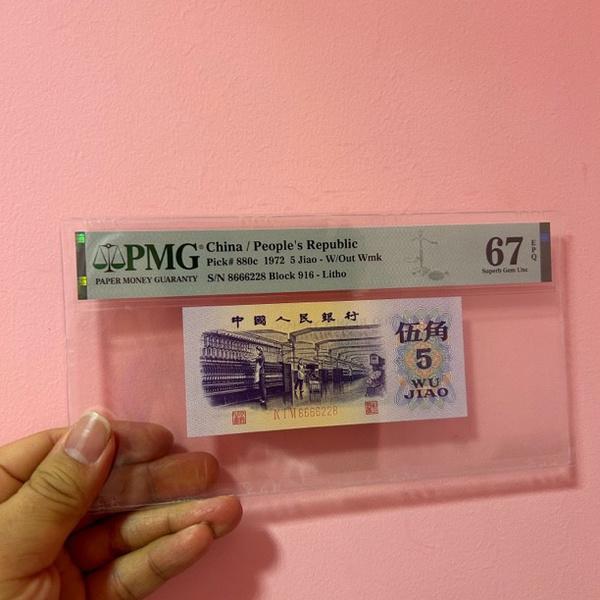 PMG® China / People's Republic
Pick# 880c 1972 5 Jiao - W/Out Wmk
PAPER MONEY GUARANTY S/N 8666228 Block 916 - Litho
67 EPQ
Superb Gem Unc
中國人民銀行
伍角
5
WU
JIAO
8666228